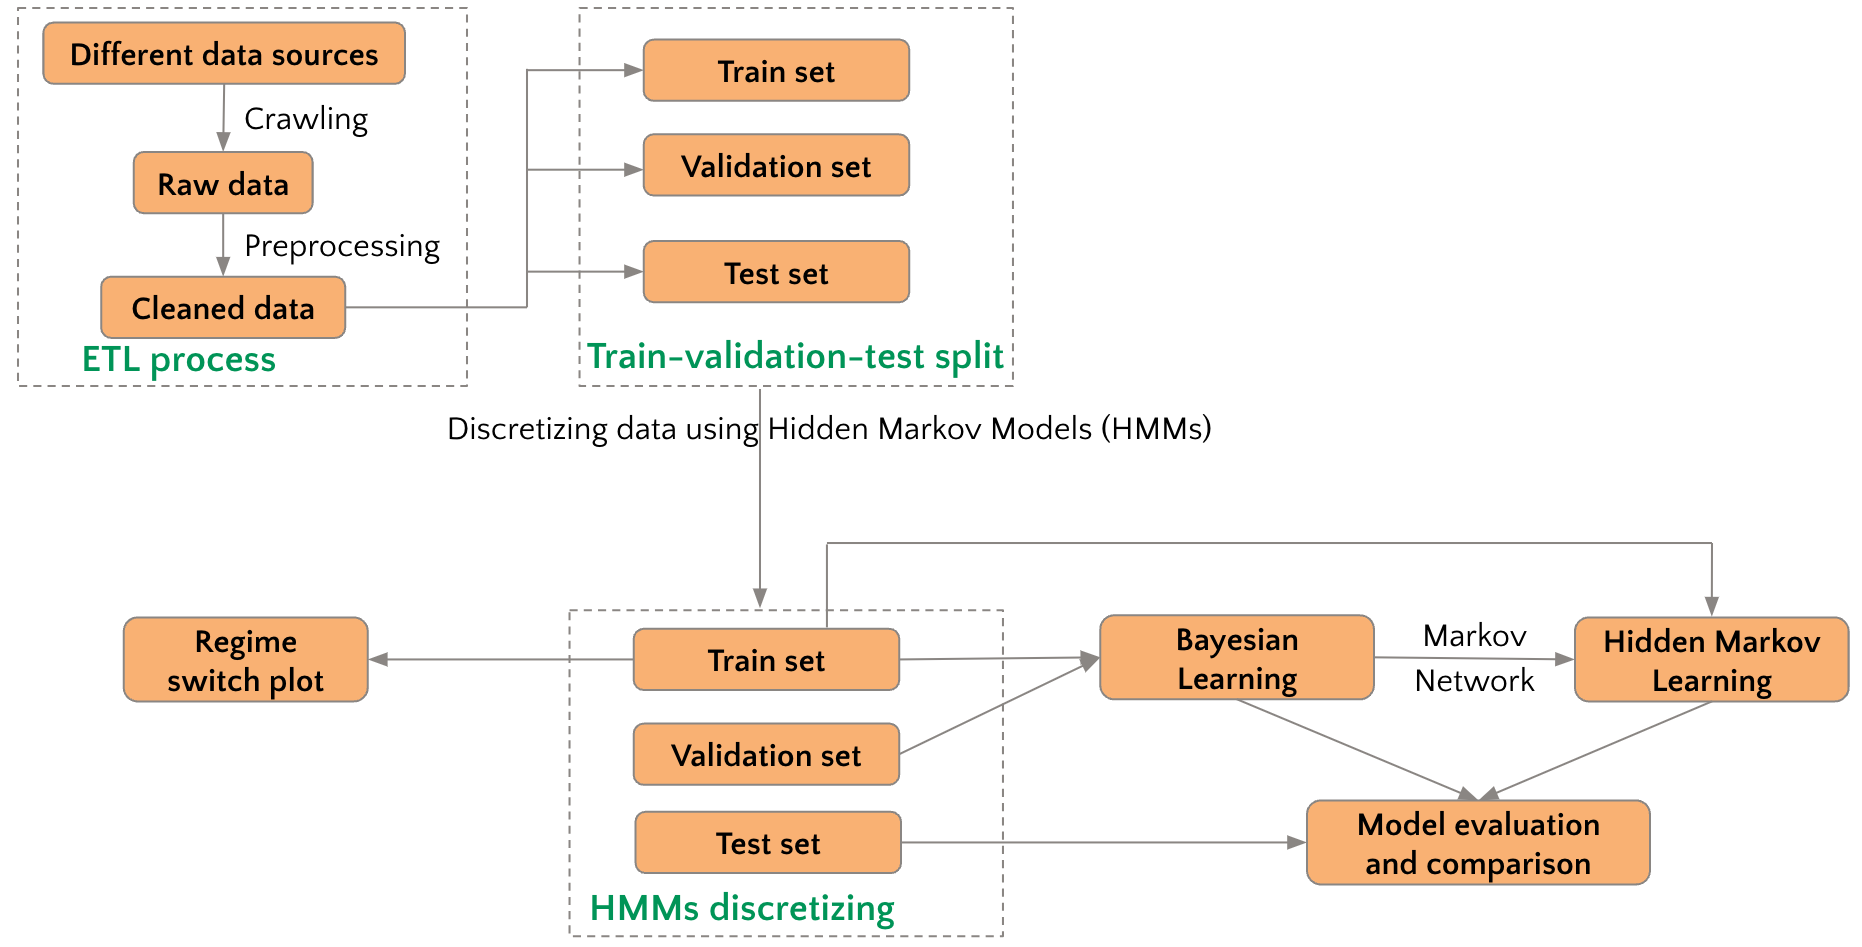 Different data sources
Crawling
Raw data
Preprocessing
Cleaned data
ETL process
Train set
Validation set
Test set
Train-validation-test split
Discretizing data using Hidden Markov Models (HMMs)
Regime
switch plot
Train set
Validation set
Test set
HMMs discretizing
Bayesian
Learning
Markov
Network
Hidden Markov
Learning
Model evaluation
and comparison